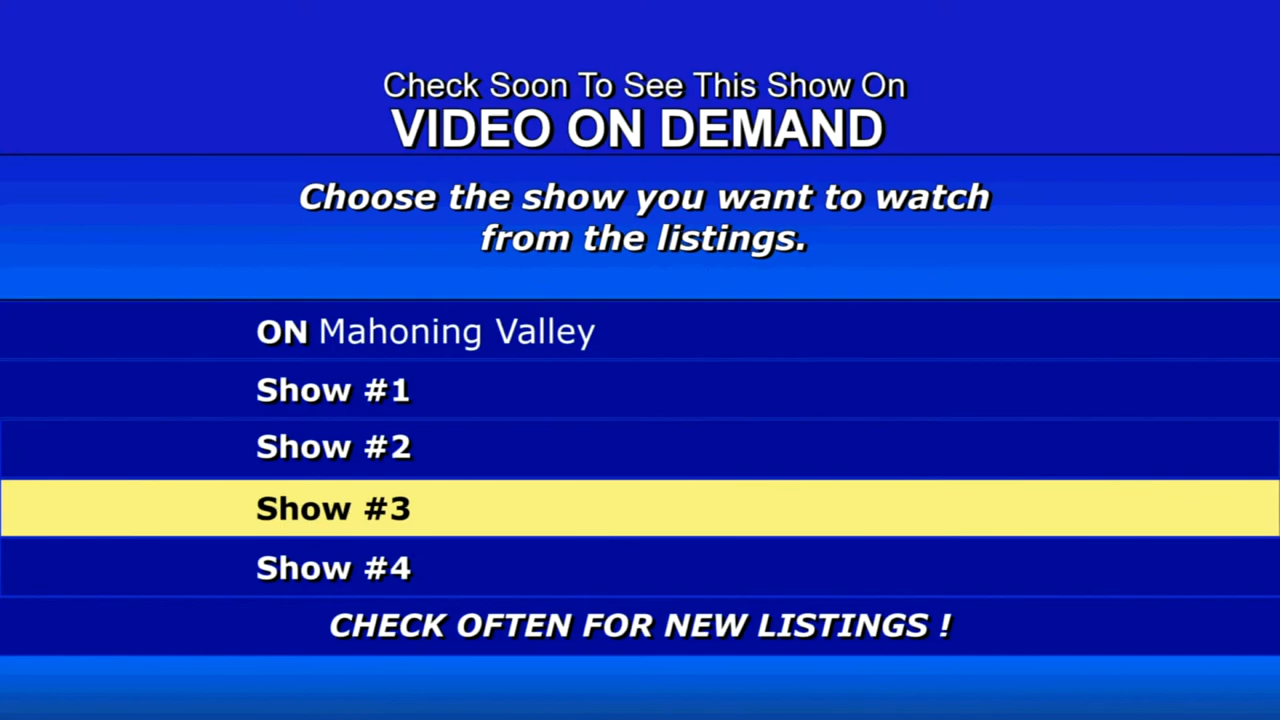 Check Soon To See This Show On
VIDEO ON DEMAND
Choose the show you want to watch
from the listings.
ON Mahoning Valley
Show #1
Show #2
Show #3
Show #4
CHECK OFTEN FOR NEW LISTINGS !